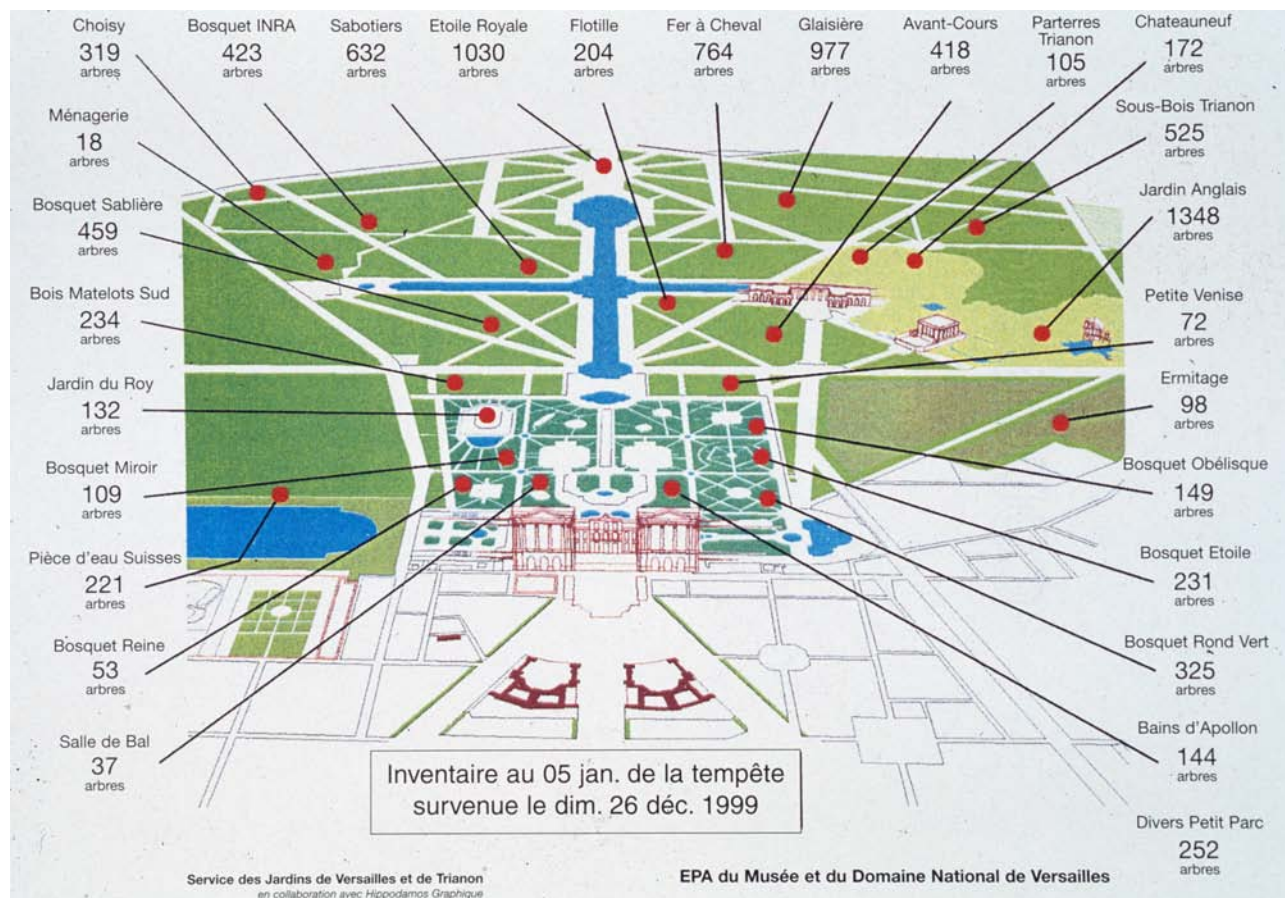 Choisy
319
arbres
Bosquet INRA
423
arbres
Sabotiers
632
arbres
Etoile Royale
1030
arbres
Flotille
204
arbres
Fer à Cheval
764
arbres
Glaisière
977
arbres
Avant-Cours
418
arbres
Parterres
Trianon
105
arbres
Chateauneuf
172
arbres
Ménagerie
18
arbres
Bosquet Sablière
459
arbres
Bois Matelots Sud
234
arbres
Jardin du Roy
132
arbres
Bosquet Miroir
109
arbres
Pièce d'eau Suisses
221
arbres
Bosquet Reine
53
arbres
Salle de Bal
37
arbres
Sous-Bois Trianon
525
arbres
Jardin Anglais
1348
arbres
Petite Venise
72
arbres
Ermitage
98
arbres
Bosquet Obélisque
149
arbres
Bosquet Etoile
231
arbres
Bosquet Rond Vert
325
arbres
Bains d'Apollon
144
arbres
Divers Petit Parc
252
arbres
Inventaire au 05 jan. de la tempête
survenue le dim. 26 déc. 1999
Service des Jardins de Versailles et de Trianon
en collaboration avec Hippodamos Graphique
EPA du Musée et du Domaine National de Versailles